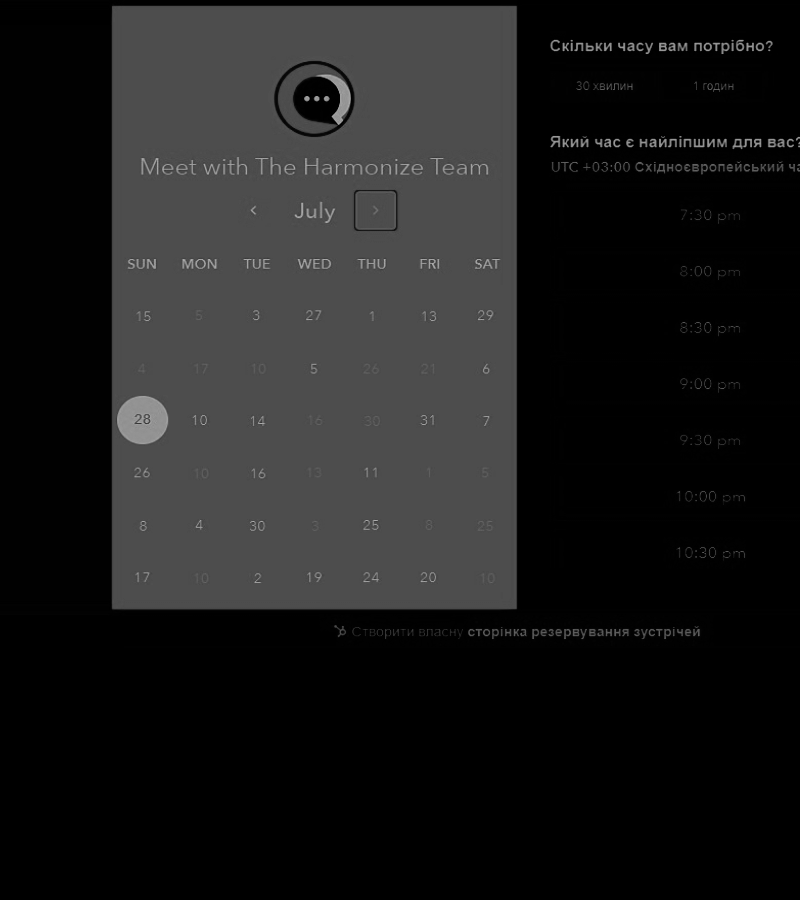 Meet with The Harmonize Team
July
SUN MON TUE WED THU FRI SAT
15 5 3 27 1 13 29
4 17 10 5 26 21 6
28 10 14 16 30 31 7
26 10 16 13 11 1 5
8 4 30 3 25 8 25
17 10 2 19 24 20 10
Скільки часу вам потрібно?
30 хвилин 1 годин
Який час є найліпшим для вас?
UTC +03:00 Східноєвропейський ча
7:30 pm
8:00 pm
8:30 pm
9:00 pm
9:30 pm
10:00 pm
10:30 pm
Створити власну сторінка резервування зустрічей